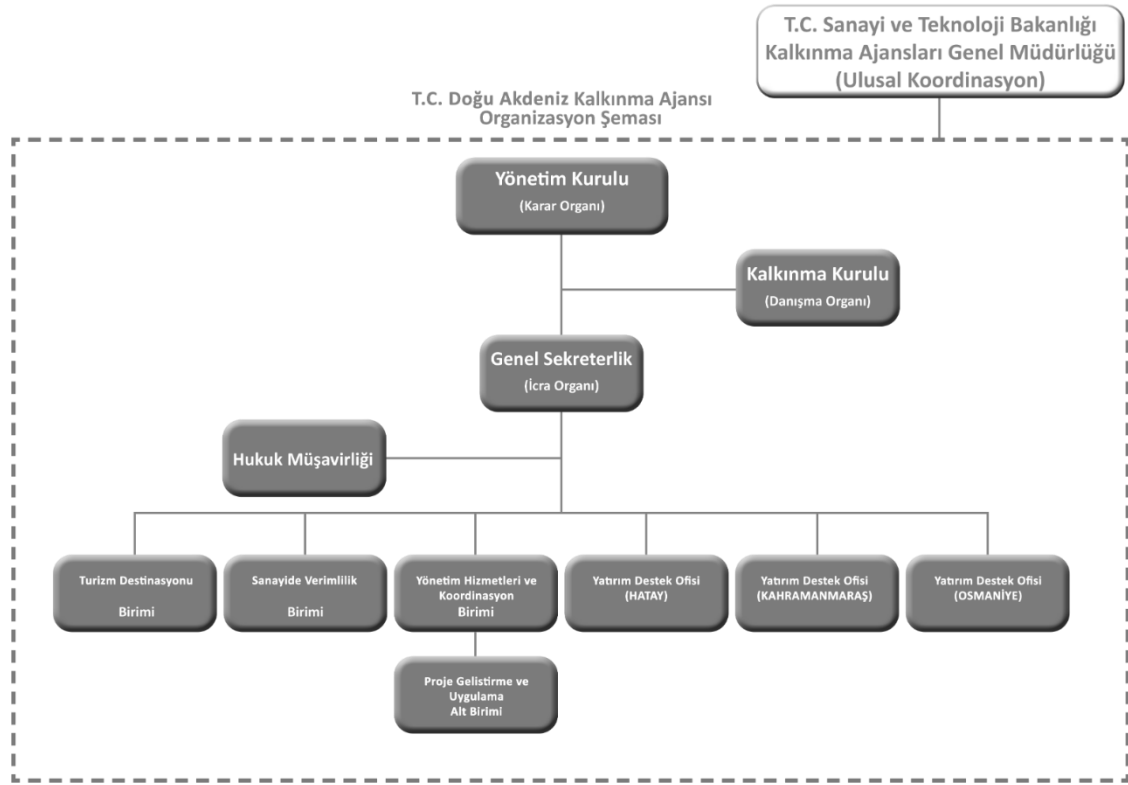 T.C. Sanayi ve Teknoloji Bakanlığı
Kalkınma Ajansları Genel Müdürlüğü
(Ulusal Koordinasyon)
T.C. Doğu Akdeniz Kalkınma Ajansı
Organizasyon Şeması
Yönetim Kurulu
(Karar Organı)
Kalkınma Kurulu
(Danışma Organı)
Genel Sekreterlik
(İcra Organı)
Hukuk Müşavirliği
Turizm Destinasyonu
Birimi
Sanayide Verimlilik
Birimi
Yönetim Hizmetleri ve
Koordinasyon
Birimi
Yatırım Destek Ofisi
(HATAY)
Yatırım Destek Ofisi
(KAHRAMANMARAŞ)
Yatırım Destek Ofisi
(OSMANİYE)
Proje Gelistirme ve
Uygulama
Alt Birimi